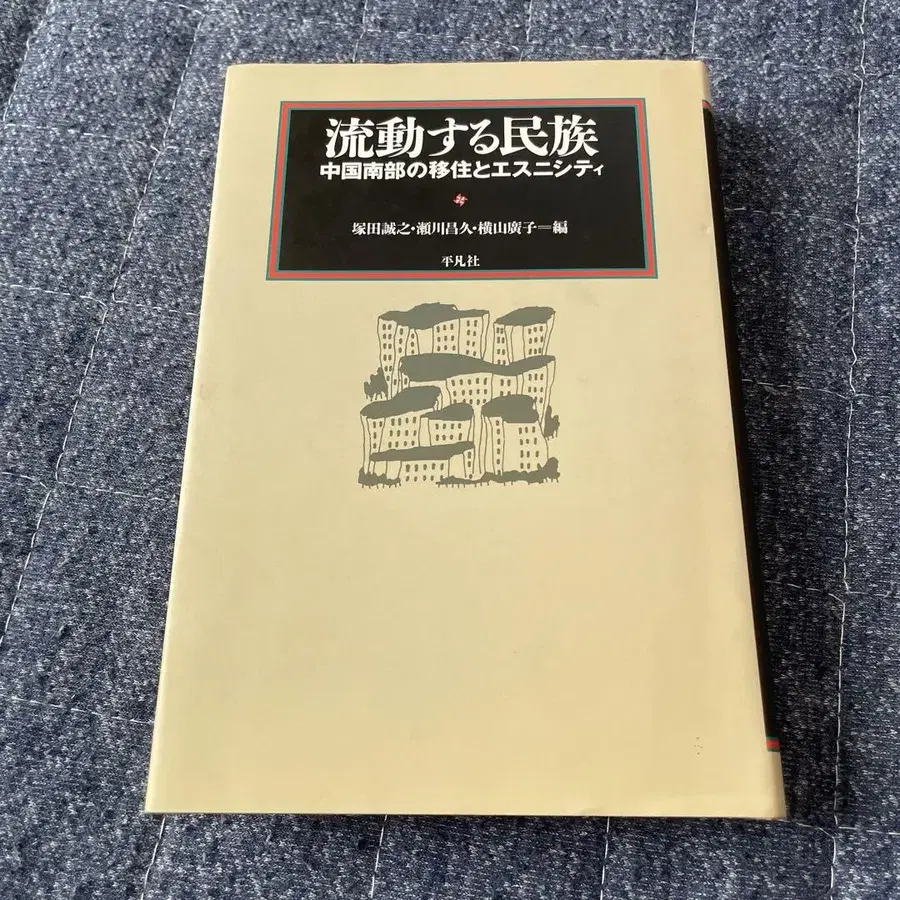 流動する民族
中国南部の移住とエスニシティ
塚田誠之・瀬川昌久・横山廣子＝編
平凡社